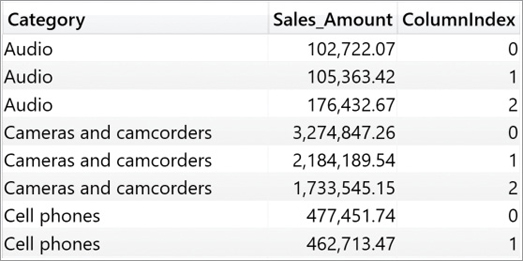 Category Sales_Amount ColumnIndex
Audio 102,722.07 0
Audio 105,363.42 1
Audio 176,432.67 2
Cameras and camcorders 3,274,847.26 0
Cameras and camcorders 2,184,189.54 1
Cameras and camcorders 1,733,545.15 2
Cell phones 477,451.74 0
Cell phones 462,713.47 1